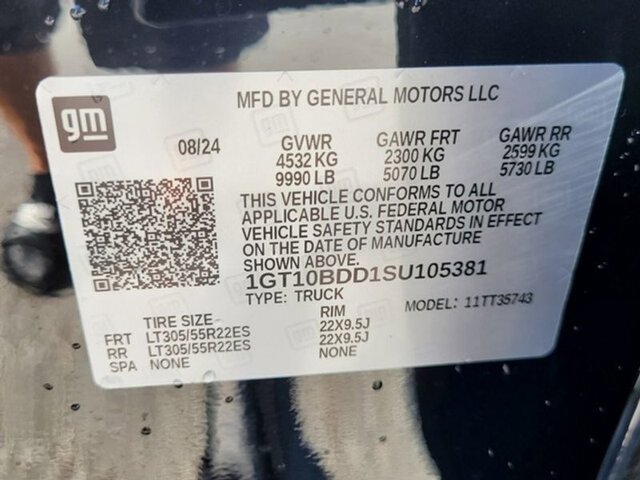 gm
MFD BY GENERAL MOTORS LLC
08/24 GVWR GAWR FRT GAWR RR
4532 KG 2300 KG 2599 KG
9990 LB 5070 LB 5730 LB
THIS VEHICLE CONFORMS TO ALL
APPLICABLE U.S. FEDERAL MOTOR
VEHICLE SAFETY STANDARDS IN EFFECT
ON THE DATE OF MANUFACTURE
SHOWN ABOVE.
1GT10BDD1SU105381
TYPE: TRUCK MODEL: 11TT35743
TIRE SIZE RIM
FRT LT305/55R22ES 22X9.5J
RR LT305/55R22ES 22X9.5J
SPA NONE NONE